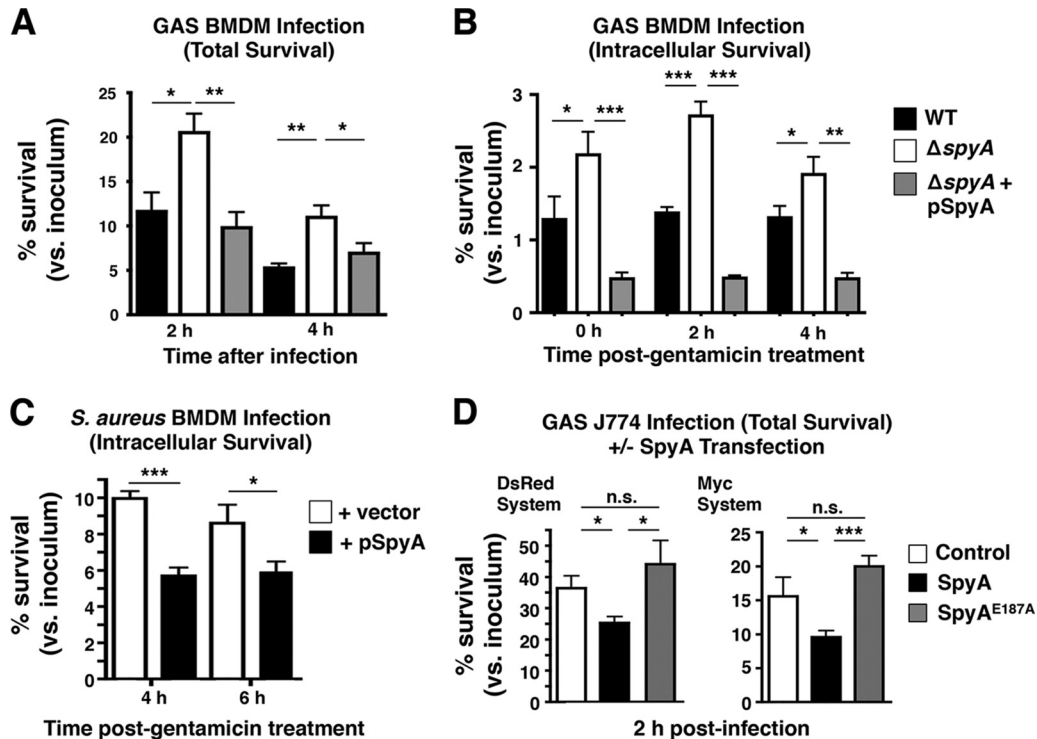 A
GAS BMDM Infection
(Total Survival)
% survival
(vs. inoculum)
25
20
15
10
5
0
* **
** *
2 h 4 h
Time after infection
B
GAS BMDM Infection
(Intracellular Survival)
% survival
(vs. inoculum)
3
2
1
0
* ***
*** ***
* **
0 h 2 h 4 h
Time post-gentamicin treatment
WT
ΔspyA
ΔspyA +
pSpyA
C
S. aureus BMDM Infection
(Intracellular Survival)
% survival
(vs. inoculum)
10
8
6
4
2
0
*** *
4 h 6 h
Time post-gentamicin treatment
+ vector
+ pSpyA
D
GAS J774 Infection (Total Survival)
+/- SpyA Transfection
DsRed
System
% survival
(vs. inoculum)
50
40
30
20
10
0
n.s.
* *
Myc
System
25
20
15
10
5
0
n.s.
* ***
2 h post-infection
Control
SpyA
SpyAE187A